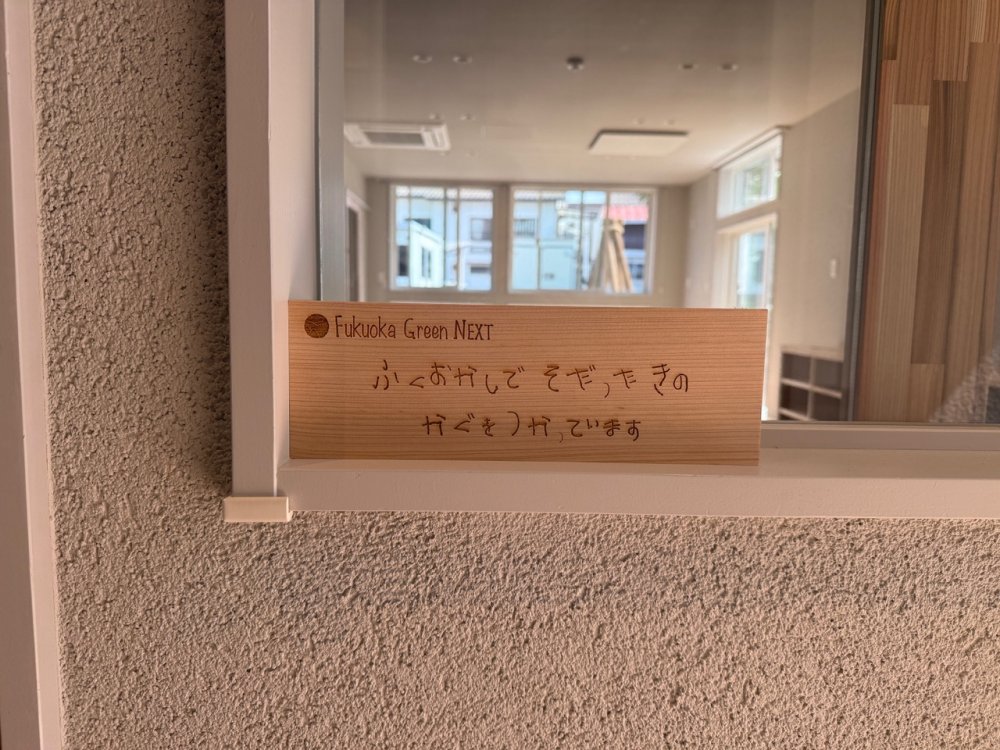 Fukuoka Green NEXT
ふくおかしで そだった きの
かぐを つかっています